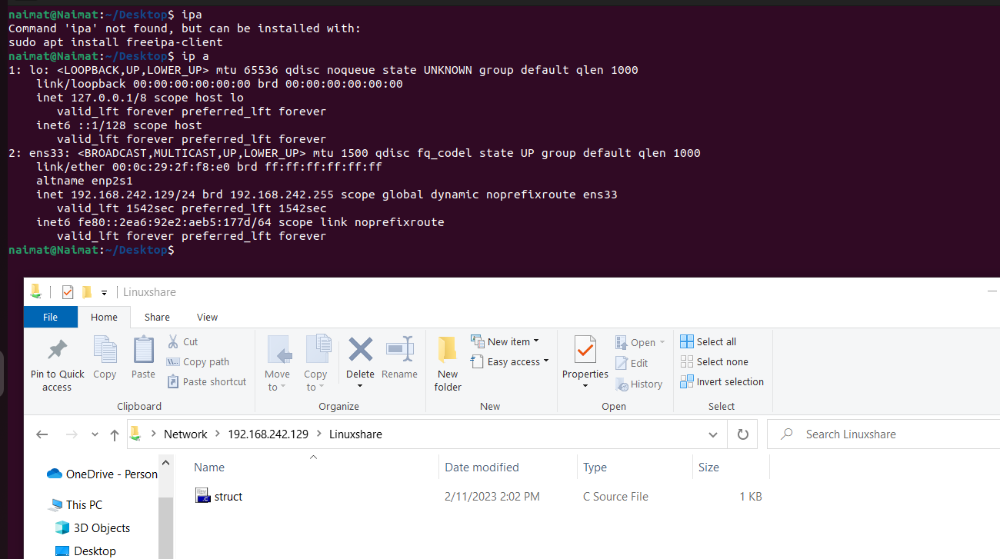 naimat@Naimat:~/Desktop$ ipa
Command 'ipa' not found, but can be installed with:
sudo apt install freeipa-client
naimat@Naimat:~/Desktop$ ip a
1: lo: <LOOPBACK,UP,LOWER_UP> mtu 65536 qdisc noqueue state UNKNOWN group default qlen 1000
    link/loopback 00:00:00:00:00:00 brd 00:00:00:00:00:00
    inet 127.0.0.1/8 scope host lo
       valid_lft forever preferred_lft forever
    inet6 ::1/128 scope host
       valid_lft forever preferred_lft forever
2: ens33: <BROADCAST,MULTICAST,UP,LOWER_UP> mtu 1500 qdisc fq_codel state UP group default qlen 1000
    link/ether 00:0c:29:2f:f8:e0 brd ff:ff:ff:ff:ff:ff
    altname enp2s1
    inet 192.168.242.129/24 brd 192.168.242.255 scope global dynamic noprefixroute ens33
       valid_lft 1542sec preferred_lft 1542sec
    inet6 fe80::2ea6:92e2:aeb5:177d/64 scope link noprefixroute
       valid_lft forever preferred_lft forever
naimat@Naimat:~/Desktop$
Linuxshare
File Home Share View
Pin to Quick access
Copy
Paste
Cut
Copy path
Paste shortcut
Clipboard
Move to
Copy to
Delete
Rename
Organize
New folder
New item
Easy access
New
Properties
Open
Edit
History
Open
Select all
Select none
Invert selection
Select
Network > 192.168.242.129 > Linuxshare
Search Linuxshare
OneDrive - Person
This PC
3D Objects
Desktop
Name Date modified Type Size
struct 2/11/2023 2:02 PM C Source File 1 KB